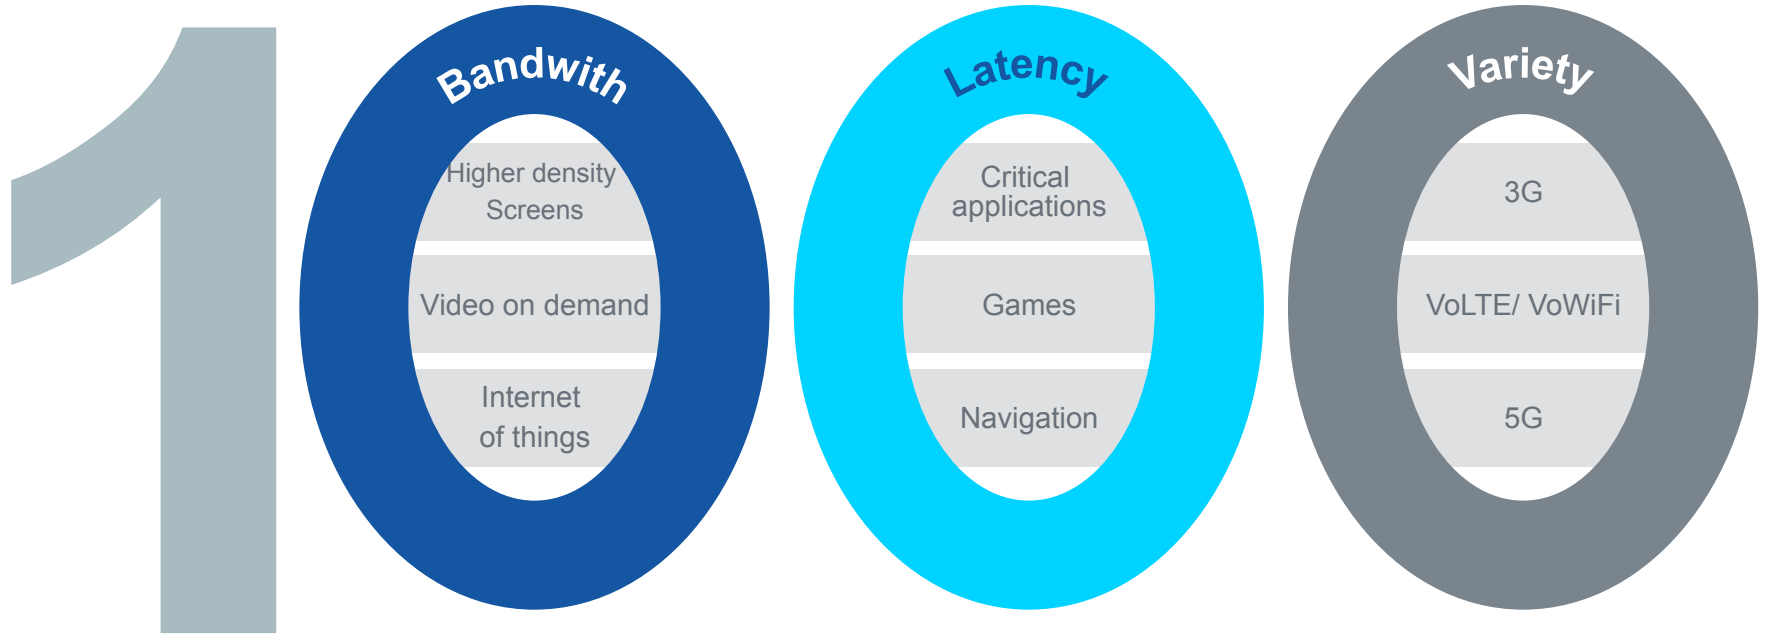 1000
Bandwith
Higher density
Screens
Video on demand
Internet
of things
Latency
Critical
applications
Games
Navigation
Variety
3G
VoLTE/ VoWiFi
5G